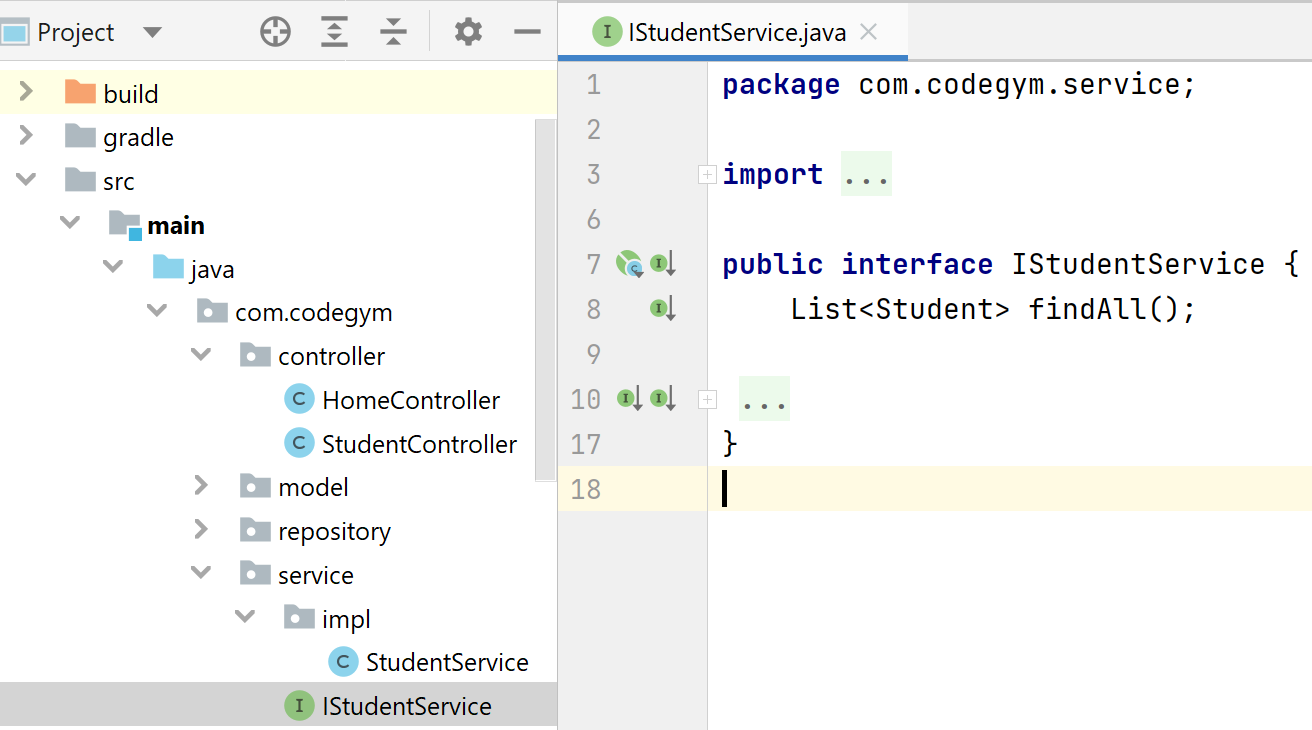 Project
build
gradle
src
main
java
com.codegym
controller
C HomeController
C StudentController
model
repository
service
impl
C StudentService
I IStudentService
I IStudentService.java
1 package com.codegym.service;
2
3 import ...
6
7 public interface IStudentService {
8 List<Student> findAll();
9
10 ...
17 }
18